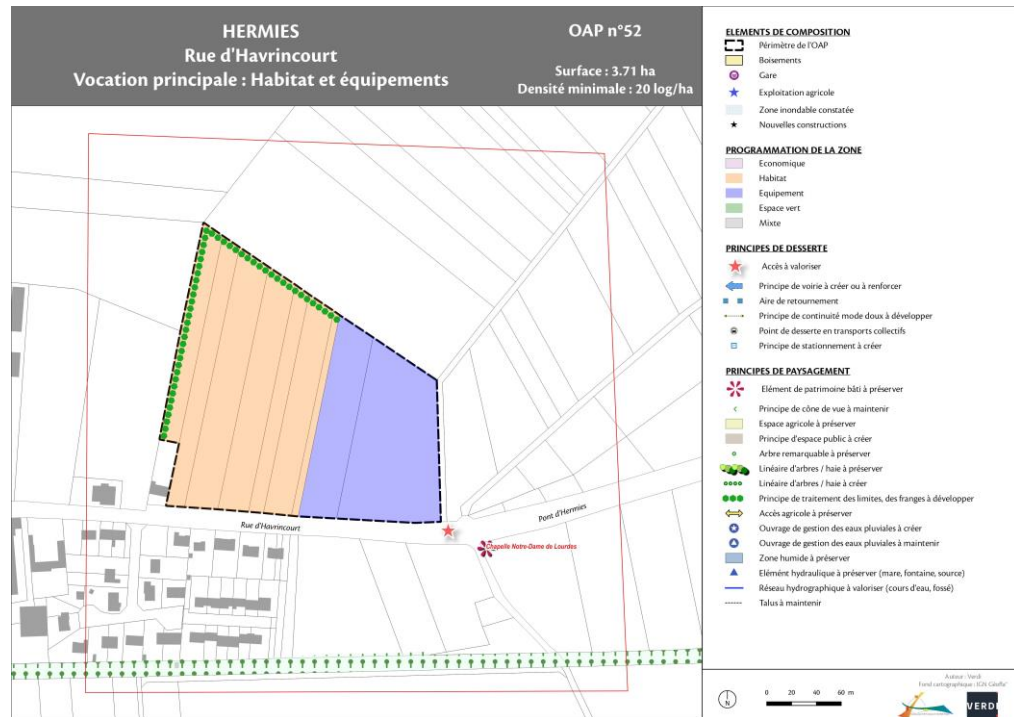 HERMIES
Rue d'Havrincourt
Vocation principale : Habitat et équipements
OAP n°52
Surface : 3.71 ha
Densité minimale : 20 log/ha
Rue d'Havrincourt
Pont d'Hermies
Chapelle Notre-Dame de Lourdes
ELEMENTS DE COMPOSITION
Périmètre de l'OAP
Boisements
Gare
Exploitation agricole
Zone inondable constatée
Nouvelles constructions
PROGRAMMATION DE LA ZONE
Economique
Habitat
Equipement
Espace vert
Mixte
PRINCIPES DE DESSERTE
Accès à valoriser
Principe de voirie à créer ou à renforcer
Aire de retournement
Principe de continuité mode doux à développer
Point de desserte en transports collectifs
Principe de stationnement à créer
PRINCIPES DE PAYSAGEMENT
Elément de patrimoine bâti à préserver
Principe de cône de vue à maintenir
Espace agricole à préserver
Principe d'espace public à créer
Arbre remarquable à préserver
Linéaire d'arbres / haie à préserver
Linéaire d'arbres / haie à créer
Principe de traitement des limites, des franges à développer
Accès agricole à préserver
Ouvrage de gestion des eaux pluviales à créer
Ouvrage de gestion des eaux pluviales à maintenir
Zone humide à préserver
Elément hydraulique à préserver (mare, fontaine, source)
Réseau hydrographique à valoriser (cours d'eau, fossé)
Talus à maintenir
Auteur : Verdi
Fond cartographique : IGN Géofla
N
0 20 40 60 m
VERDI